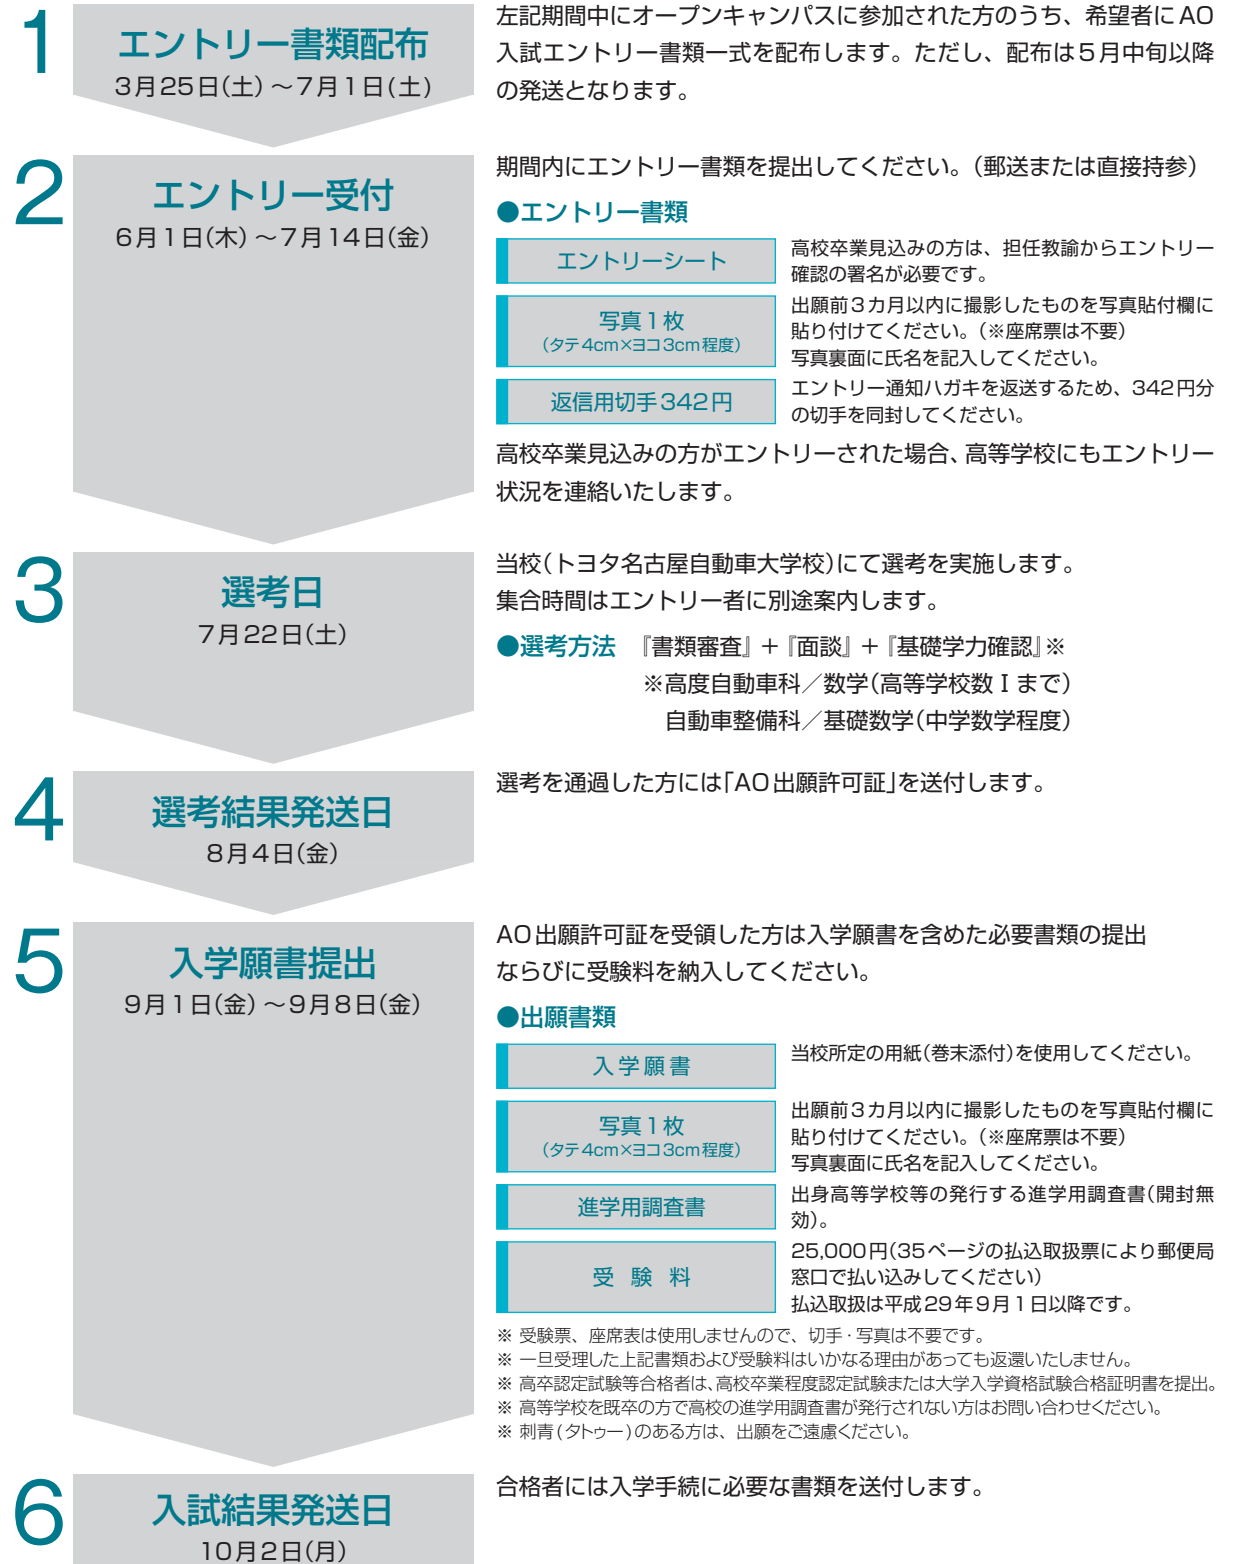 1
エントリー書類配布
3月25日(土)～7月1日(土)
左記期間中にオープンキャンパスに参加された方のうち、希望者にAO
入試エントリー書類一式を配布します。ただし、配布は5月中旬以降
の発送となります。
2
エントリー受付
6月1日(木)～7月14日(金)
期間内にエントリー書類を提出してください。(郵送または直接持参)
●エントリー書類
エントリーシート
高校卒業見込みの方は、担任教諭からエントリー
確認の署名が必要です。
写真1枚
(タテ4cm×ヨコ3cm程度)
出願前3カ月以内に撮影したものを写真貼付欄に
貼り付けてください。(※座席票は不要)
写真裏面に氏名を記入してください。
返信用切手342円
エントリー通知ハガキを返送するため、342円分
の切手を同封してください。
高校卒業見込みの方がエントリーされた場合、高等学校にもエントリー
状況を連絡いたします。
3
選考日
7月22日(土)
当校(トヨタ名古屋自動車大学校)にて選考を実施します。
集合時間はエントリー者に別途案内します。
●選考方法 『書類審査』+『面談』+『基礎学力確認』※
※高度自動車科／数学(高等学校数Ⅰまで)
自動車整備科／基礎数学(中学数学程度)
4
選考結果発送日
8月4日(金)
選考を通過した方には「AO出願許可証」を送付します。
5
入学願書提出
9月1日(金)～9月8日(金)
AO出願許可証を受領した方は入学願書を含めた必要書類の提出
ならびに受験料を納入してください。
●出願書類
入学願書
当校所定の用紙(巻末添付)を使用してください。
写真1枚
(タテ4cm×ヨコ3cm程度)
出願前3カ月以内に撮影したものを写真貼付欄に
貼り付けてください。(※座席票は不要)
写真裏面に氏名を記入してください。
進学用調査書
出身高等学校等の発行する進学用調査書(開封無
効)。
受 験 料
25,000円(35ページの払込取扱票により郵便局
窓口で払い込みしてください)
払込取扱は平成29年9月1日以降です。
※ 受験票、座席表は使用しませんので、切手・写真は不要です。
※ 一旦受理した上記書類および受験料はいかなる理由があっても返還いたしません。
※ 高卒認定試験等合格者は、高校卒業程度認定試験または大学入学資格試験合格証明書を提出。
※ 高等学校を既卒の方で高校の進学用調査書が発行されない方はお問い合わせください。
※ 刺青(タトゥー)のある方は、出願をご遠慮ください。
6
入試結果発送日
10月2日(月)
合格者には入学手続に必要な書類を送付します。